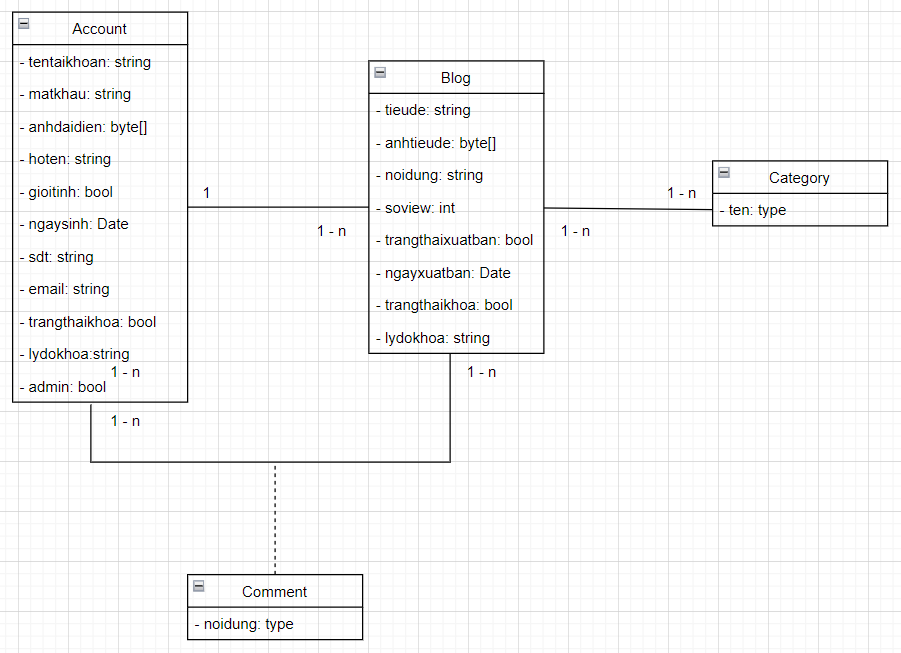 Account
- tentaikhoan: string
- matkhau: string
- anhdaidien: byte[]
- hoten: string
- gioitinh: bool
- ngaysinh: Date
- sdt: string
- email: string
- trangthaikhoa: bool
- lydokhoa:string
1 - n
- admin: bool
1 - n
1
1 - n
Blog
- tieude: string
- anhtieude: byte[]
- noidung: string
- soview: int
- trangthaixuatban: bool
- ngayxuatban: Date
- trangthaikhoa: bool
- lydokhoa: string
1 - n
1 - n
1 - n
Category
- ten: type
Comment
- noidung: type